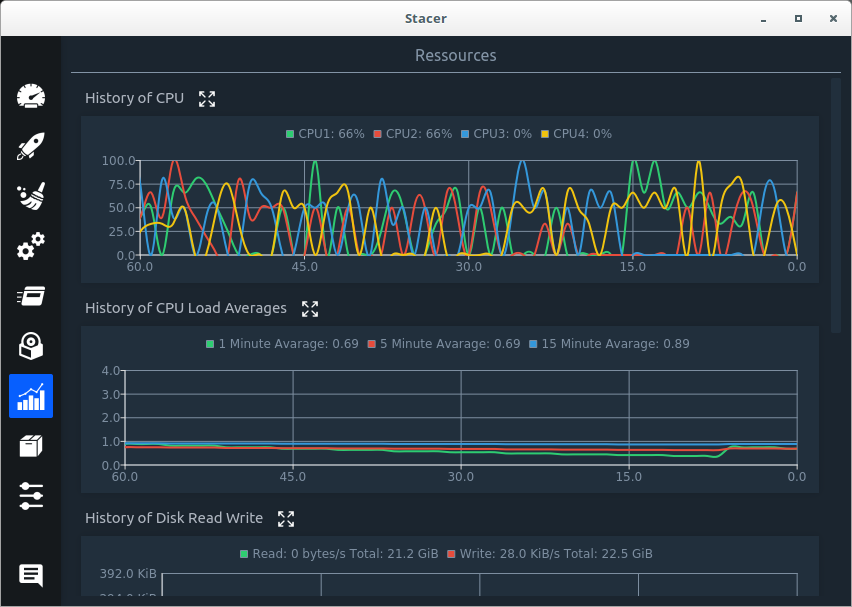 Stacer
Ressources
History of CPU
CPU1: 66% CPU2: 66% CPU3: 0% CPU4: 0%
100.0
75.0
50.0
25.0
0.0
60.0 45.0 30.0 15.0 0.0
History of CPU Load Averages
1 Minute Avarage: 0.69 5 Minute Avarage: 0.69 15 Minute Avarage: 0.89
4.0
3.0
2.0
1.0
0.0
60.0 45.0 30.0 15.0 0.0
History of Disk Read Write
Read: 0 bytes/s Total: 21.2 GiB Write: 28.0 KiB/s Total: 22.5 GiB
392.0 KiB